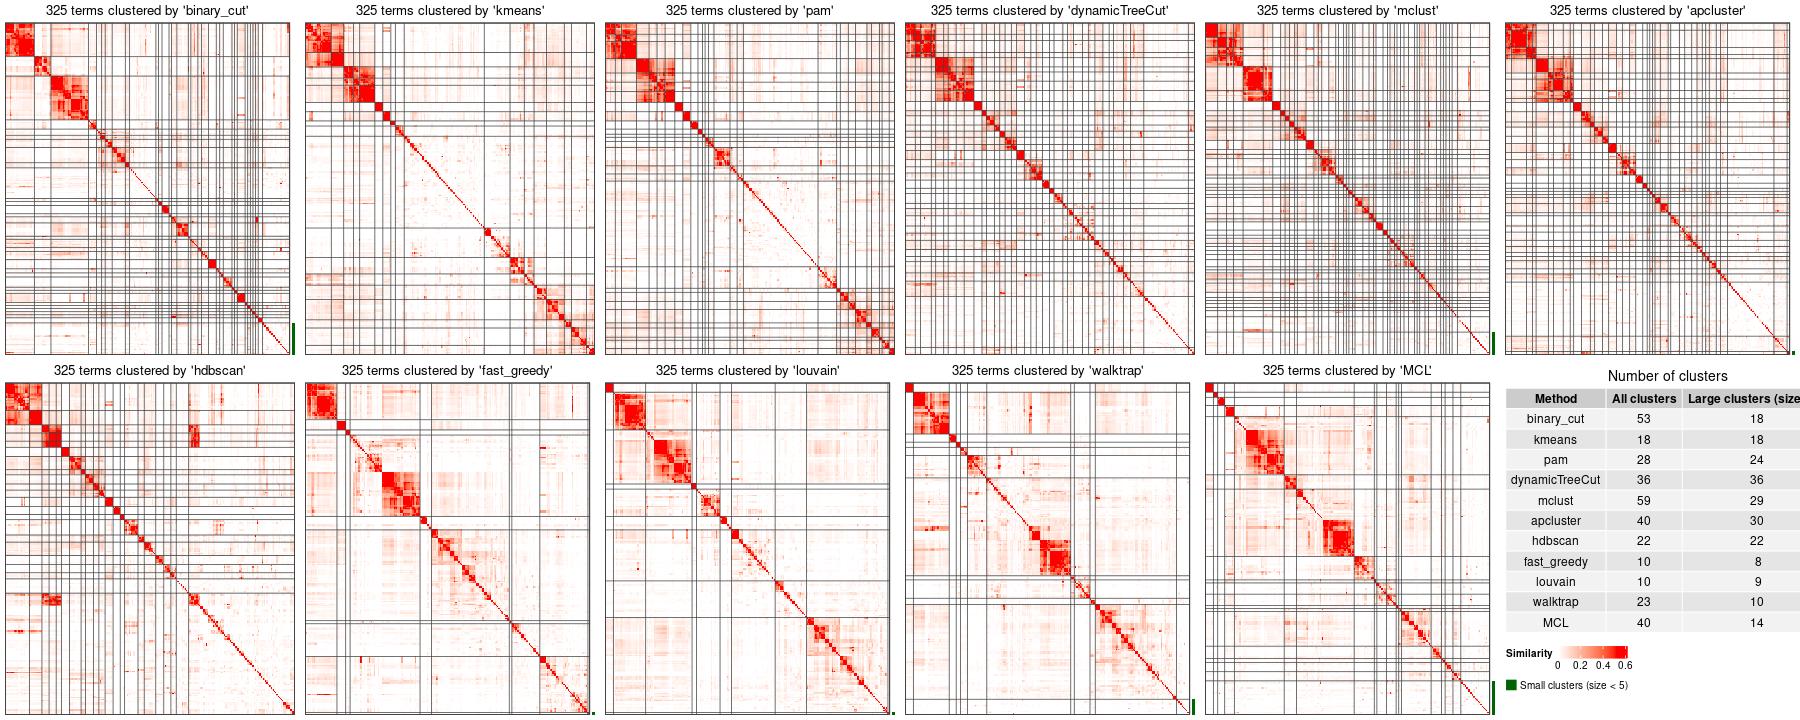 325 terms clustered by 'binary_cut'
325 terms clustered by 'kmeans'
325 terms clustered by 'pam'
325 terms clustered by 'dynamicTreeCut'
325 terms clustered by 'mclust'
325 terms clustered by 'apcluster'
325 terms clustered by 'hdbscan'
325 terms clustered by 'fast_greedy'
325 terms clustered by 'louvain'
325 terms clustered by 'walktrap'
325 terms clustered by 'MCL'
Number of clusters
Method All clusters Large clusters (size
binary_cut 53 18
kmeans 18 18
pam 28 24
dynamicTreeCut 36 36
mclust 59 29
apcluster 40 30
hdbscan 22 22
fast_greedy 10 8
louvain 10 9
walktrap 23 10
MCL 40 14
Similarity
0 0.2 0.4 0.6
Small clusters (size < 5)